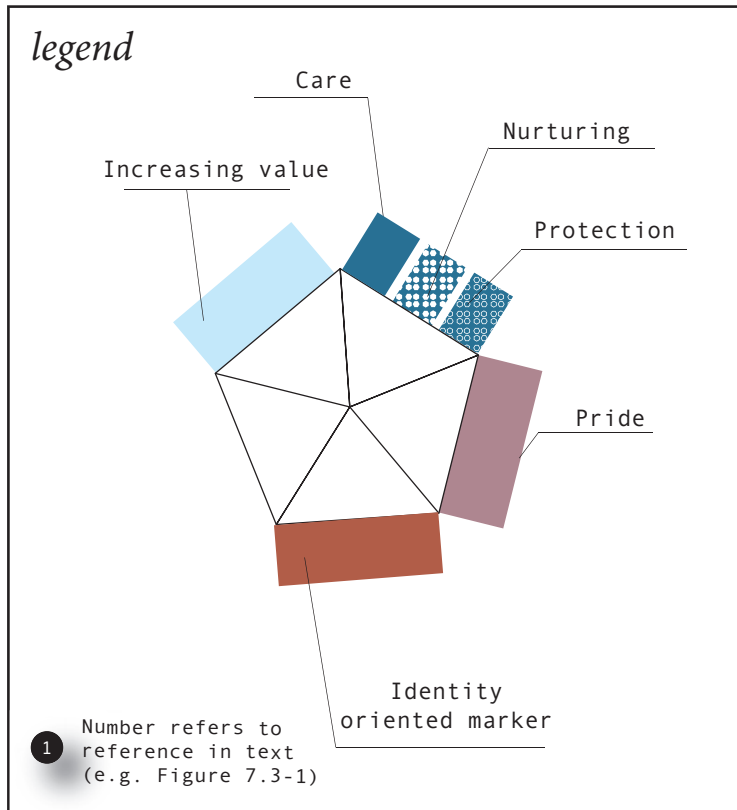 legend
Care
Nurturing
Increasing value
Protection
Pride
Identity
oriented marker
1
Number refers to
reference in text
(e.g. Figure 7.3-1)